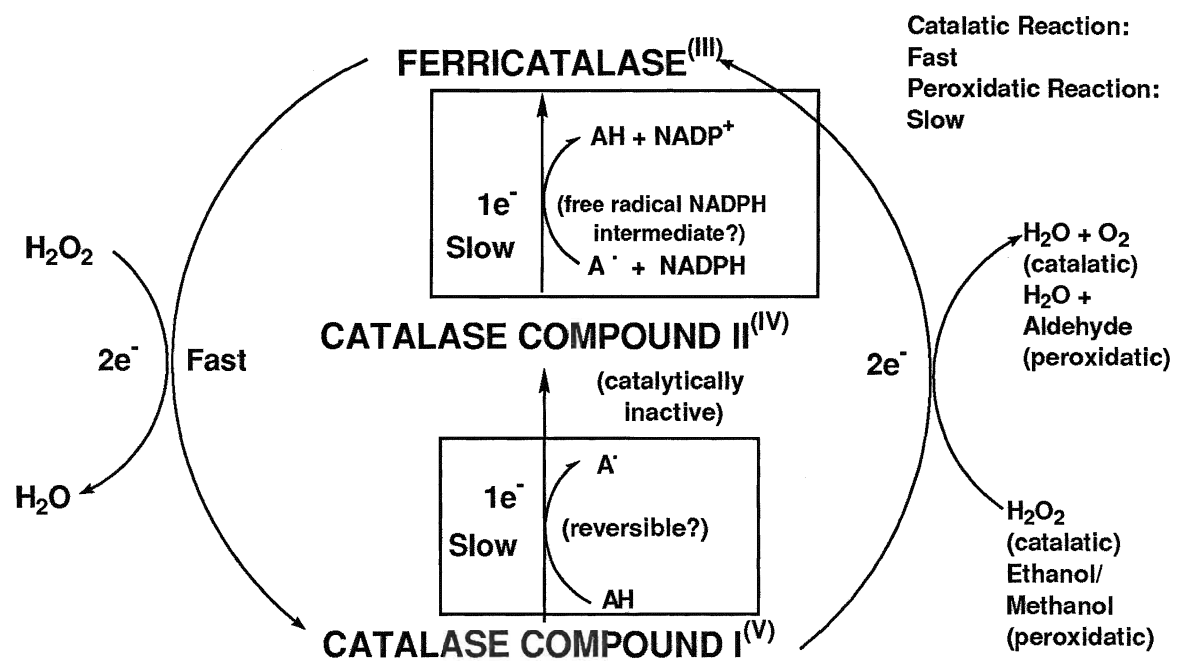 Catalatic Reaction:
Fast
Peroxidatic Reaction:
Slow
FERRICATALASE(III)
AH + NADP+
1e-
Slow
(free radical NADPH
intermediate?)
A· + NADPH
H2O2
2e-
Fast
H2O
CATALASE COMPOUND II(IV)
(catalytically
inactive)
A·
1e-
Slow
(reversible?)
AH
CATALASE COMPOUND I(V)
2e-
H2O + O2
(catalatic)
H2O +
Aldehyde
(peroxidatic)
H2O2
(catalatic)
Ethanol/
Methanol
(peroxidatic)